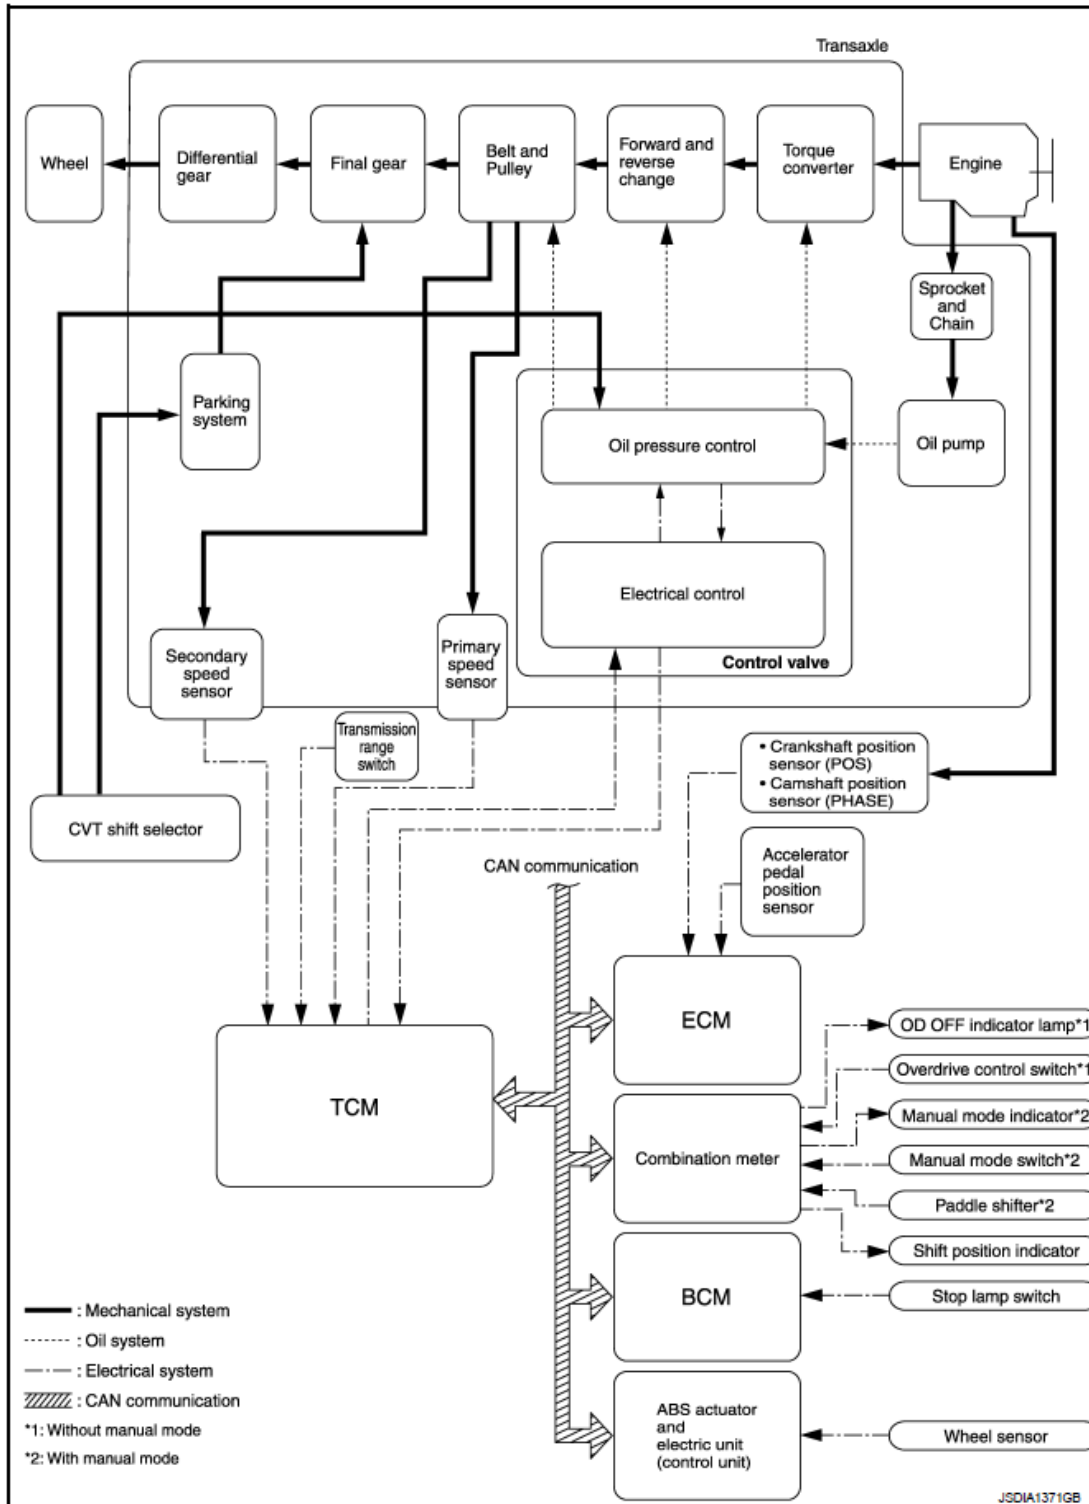 Transaxle
Wheel
Differential
gear
Final gear
Belt and
Pulley
Forward and
reverse
change
Torque
converter
Engine
Sprocket
and
Chain
Parking
system
Oil pressure control
Oil pump
Electrical control
Control valve
Secondary
speed
sensor
Primary
speed
sensor
Transmission
range
switch
• Crankshaft position
sensor (POS)
• Camshaft position
sensor (PHASE)
CVT shift selector
CAN communication
Accelerator
pedal
position
sensor
TCM
ECM
OD OFF indicator lamp*1
Overdrive control switch*1
Manual mode indicator*2
Combination meter
Manual mode switch*2
Paddle shifter*2
Shift position indicator
BCM
Stop lamp switch
ABS actuator
and
electric unit
(control unit)
Wheel sensor
: Mechanical system
: Oil system
: Electrical system
: CAN communication
*1: Without manual mode
*2: With manual mode
JSDIA1371GB